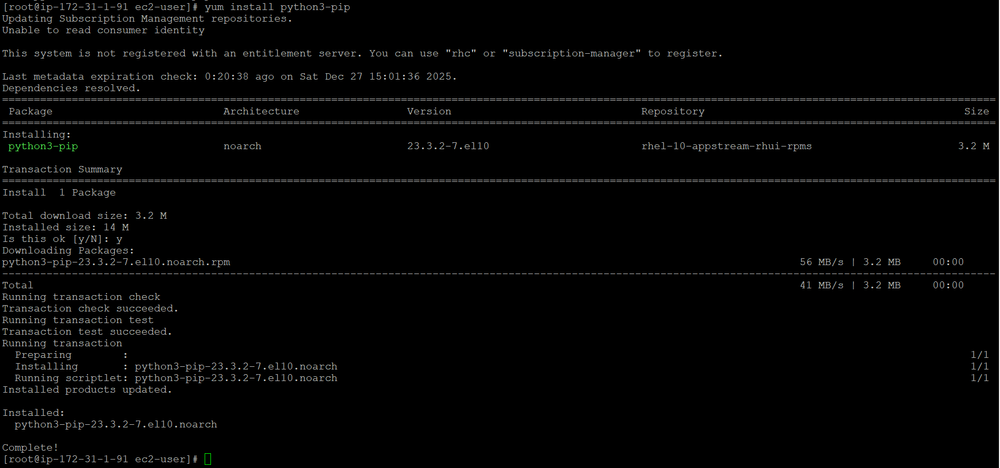 [root@ip-172-31-1-91 ec2-user]# yum install python3-pip
Updating Subscription Management repositories.
Unable to read consumer identity
This system is not registered with an entitlement server. You can use "rhc" or "subscription-manager" to register.
Last metadata expiration check: 0:20:38 ago on Sat Dec 27 15:01:36 2025.
Dependencies resolved.
Package Architecture Version Repository Size
Installing:
python3-pip noarch 23.3.2-7.el10 rhel-10-appstream-rhui-rpms 3.2 M
Transaction Summary
Install 1 Package
Total download size: 3.2 M
Installed size: 14 M
Is this ok [y/N]: y
Downloading Packages:
python3-pip-23.3.2-7.el10.noarch.rpm 56 MB/s | 3.2 MB 00:00
Total 41 MB/s | 3.2 MB 00:00
Running transaction check
Transaction check succeeded.
Running transaction test
Transaction test succeeded.
Running transaction
Preparing : 1/1
Installing : python3-pip-23.3.2-7.el10.noarch 1/1
Running scriptlet: python3-pip-23.3.2-7.el10.noarch 1/1
Installed products updated.
Installed:
python3-pip-23.3.2-7.el10.noarch
Complete!
[root@ip-172-31-1-91 ec2-user]#